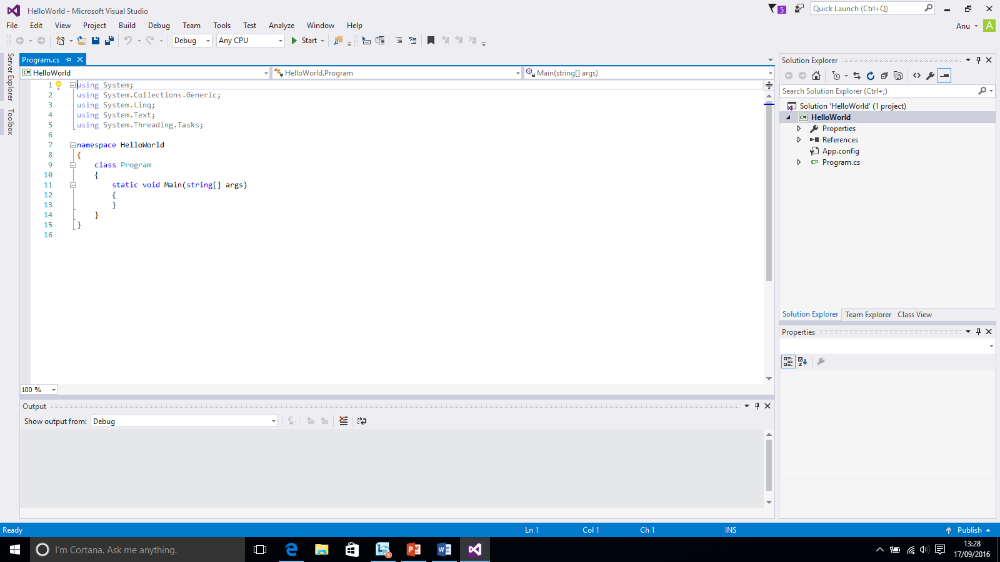 HelloWorld - Microsoft Visual Studio
5
Quick Launch (Ctrl+Q)
File Edit View Project Build Debug Team Tools Test Analyze Window Help
Anu
A
Debug
Any CPU
Start
Server Explorer
Toolbox
Program.cs
C# HelloWorld
HelloWorld.Program
Main(string[] args)
1 using System;
2 using System.Collections.Generic;
3 using System.Linq;
4 using System.Text;
5 using System.Threading.Tasks;
6
7 namespace HelloWorld
8 {
9 class Program
10 {
11 static void Main(string[] args)
12 {
13 }
14 }
15 }
16
100 %
Output
Show output from: Debug
Solution Explorer
Search Solution Explorer (Ctrl+;)
Solution 'HelloWorld' (1 project)
C# HelloWorld
Properties
References
App.config
C# Program.cs
Solution Explorer Team Explorer Class View
Properties
Ready
Ln 1
Col 1
Ch 1
INS
Publish
I'm Cortana. Ask me anything.
13:28
17/09/2016